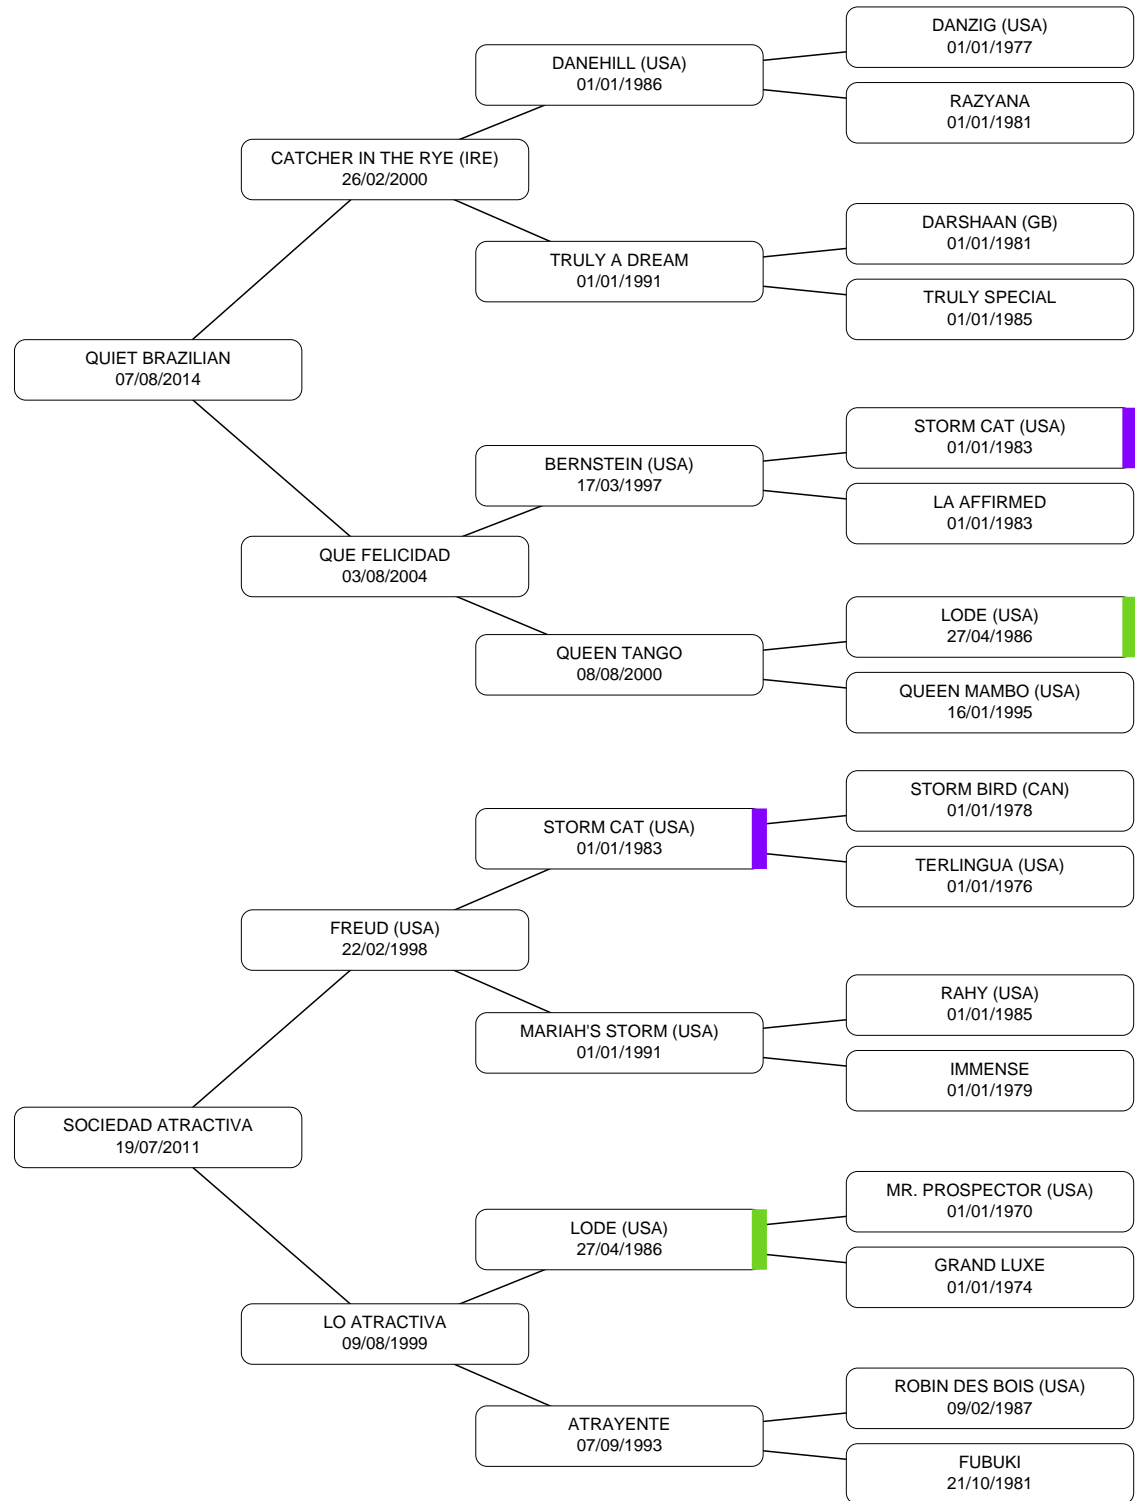 DANZIG (USA)
01/01/1977
DANEHILL (USA)
01/01/1986
RAZYANA
01/01/1981
CATCHER IN THE RYE (IRE)
26/02/2000
DARSHAAN (GB)
01/01/1981
TRULY A DREAM
01/01/1991
TRULY SPECIAL
01/01/1985
QUIET BRAZILIAN
07/08/2014
STORM CAT (USA)
01/01/1983
BERNSTEIN (USA)
17/03/1997
LA AFFIRMED
01/01/1983
QUE FELICIDAD
03/08/2004
LODE (USA)
27/04/1986
QUEEN TANGO
08/08/2000
QUEEN MAMBO (USA)
16/01/1995
STORM BIRD (CAN)
01/01/1978
STORM CAT (USA)
01/01/1983
TERLINGUA (USA)
01/01/1976
FREUD (USA)
22/02/1998
RAHY (USA)
01/01/1985
MARIAH'S STORM (USA)
01/01/1991
IMMENSE
01/01/1979
SOCIEDAD ATRACTIVA
19/07/2011
MR. PROSPECTOR (USA)
01/01/1970
LODE (USA)
27/04/1986
GRAND LUXE
01/01/1974
LO ATRACTIVA
09/08/1999
ROBIN DES BOIS (USA)
09/02/1987
ATRAYENTE
07/09/1993
FUBUKI
21/10/1981